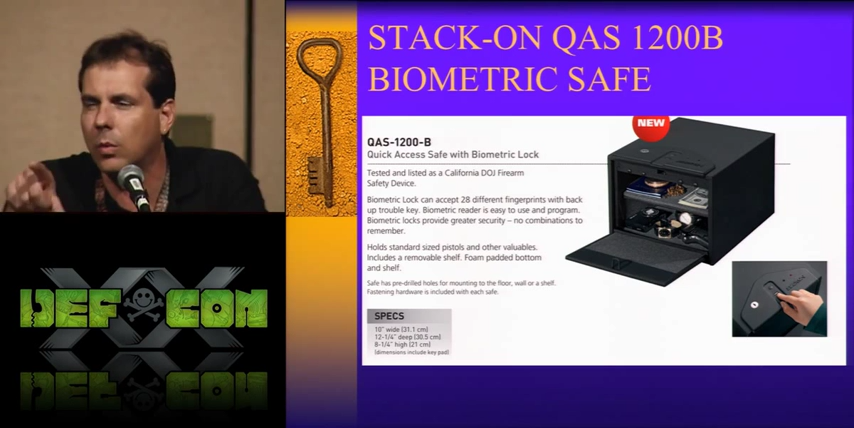 STACK-ON QAS 1200B
BIOMETRIC SAFE
NEW
QAS-1200-B
Quick Access Safe with Biometric Lock
Tested and listed as a California DOJ Firearm
Safety Device.
Biometric Lock can accept 28 different fingerprints with back
up trouble key. Biometric reader is easy to use and program.
Biometric locks provide greater security – no combinations to
remember.
Holds standard sized pistols and other valuables.
Includes a removable shelf. Foam padded bottom
and shelf.
Safe has pre-drilled holes for mounting to the floor, wall or a shelf.
Fastening hardware is included with each safe.
SPECS
10" wide (31.1 cm)
12-1/4" deep (30.5 cm)
8-1/4" high (21 cm)
(dimensions include key pad)
XX
DEFCON